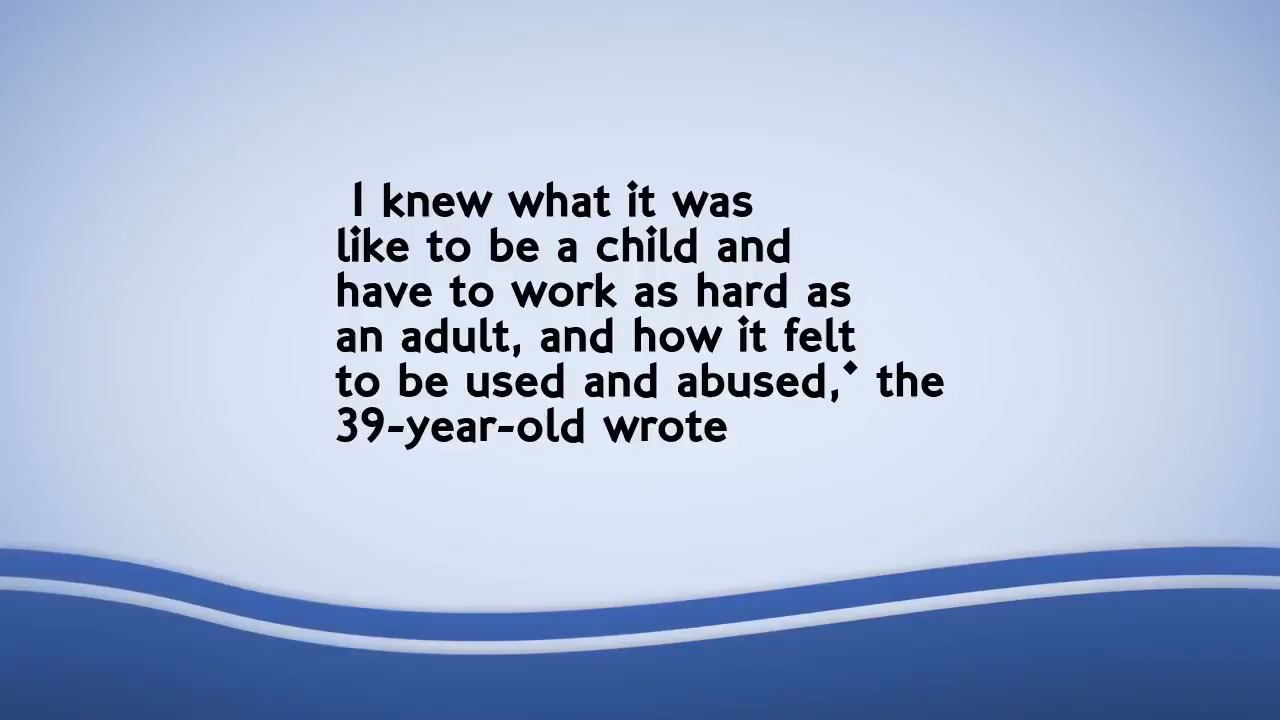 I knew what it was
like to be a child and
have to work as hard as
an adult, and how it felt
to be used and abused,◆ the
39-year-old wrote